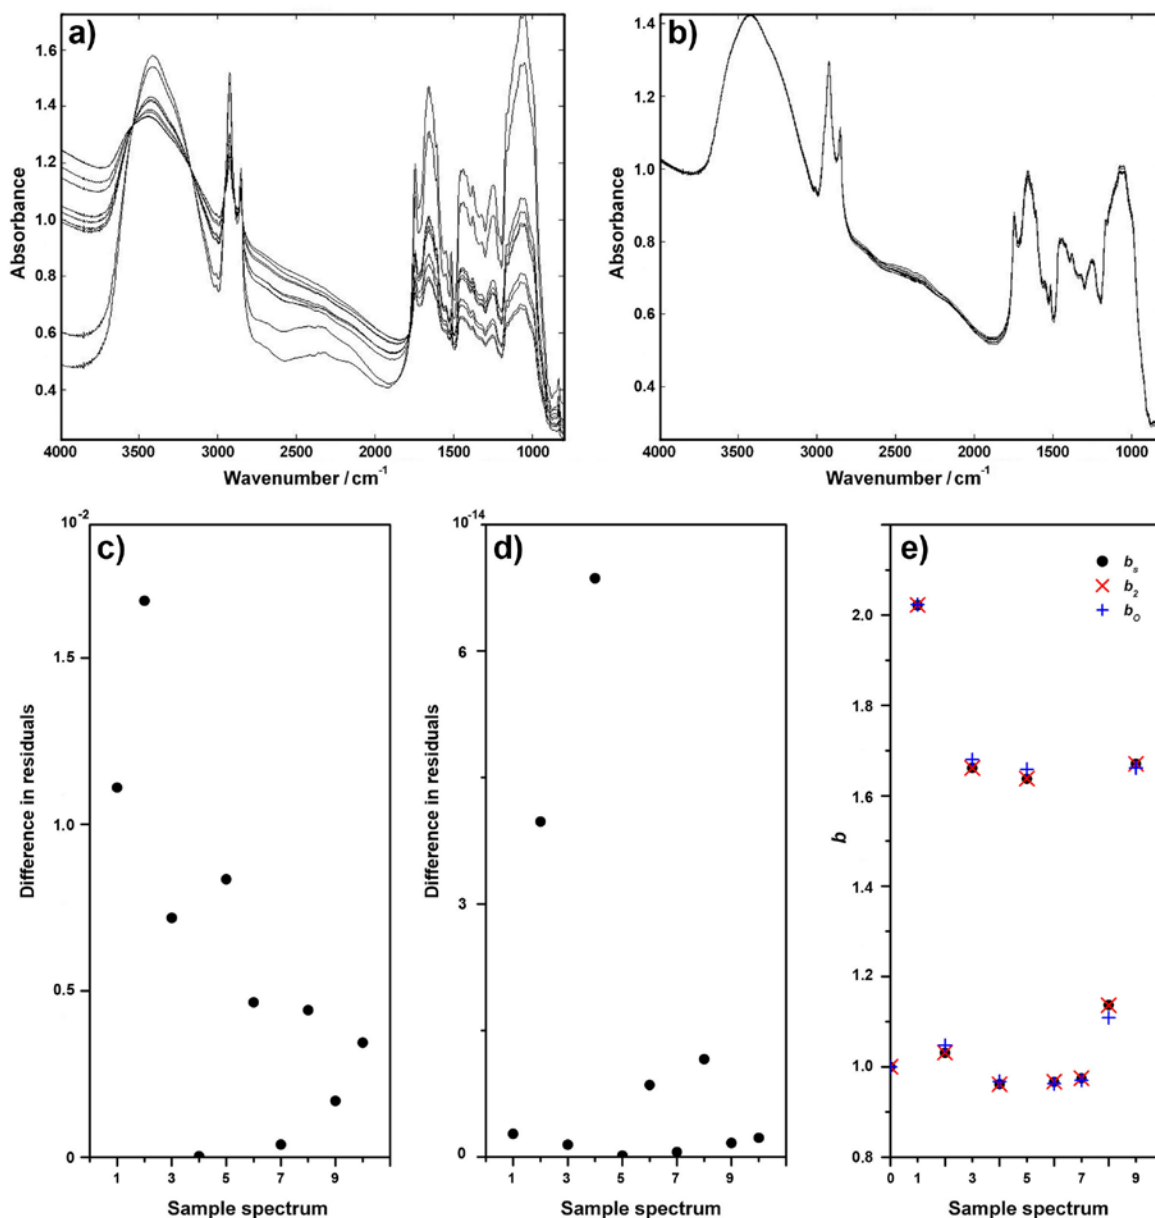 a)
1.6
1.4
1.2
1.0
0.8
0.6
0.4
Absorbance
4000 3500 3000 2500 2000 1500 1000
Wavenumber / cm⁻¹
b)
1.4
1.2
1.0
0.8
0.6
0.4
Absorbance
4000 3500 3000 2500 2000 1500 1000
Wavenumber / cm⁻¹
10⁻²
c)
1.5
1.0
0.5
0
Difference in residuals
1 3 5 7 9
Sample spectrum
10⁻¹⁴
d)
6
3
0
Difference in residuals
1 3 5 7 9
Sample spectrum
e)
bₛ
b₂
b_O
2.0
1.8
1.6
1.4
1.2
1.0
0.8
b
0 1 3 5 7 9
Sample spectrum